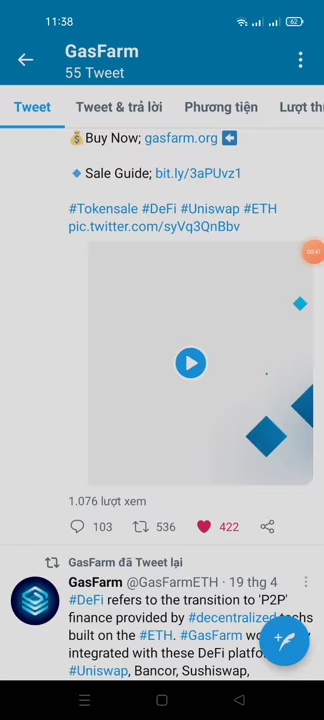 11:38
62
GasFarm
55 Tweet
Tweet
Tweet & trả lời
Phương tiện
Lượt
💰Buy Now; gasfarm.org ⬅
🔹Sale Guide; bit.ly/3aPUvz1
#Tokensale #DeFi #Uniswap #ETH
pic.twitter.com/syVq3QnBbv
1.076 lượt xem
103
536
422
GasFarm đã Tweet lại
GasFarm @GasFarmETH · 19 thg 4
#DeFi refers to the transition to 'P2P'
finance provided by #decentralized techs
built on the #ETH. #GasFarm
integrated with these DeFi
#Uniswap, Bancor, Sushiswap,